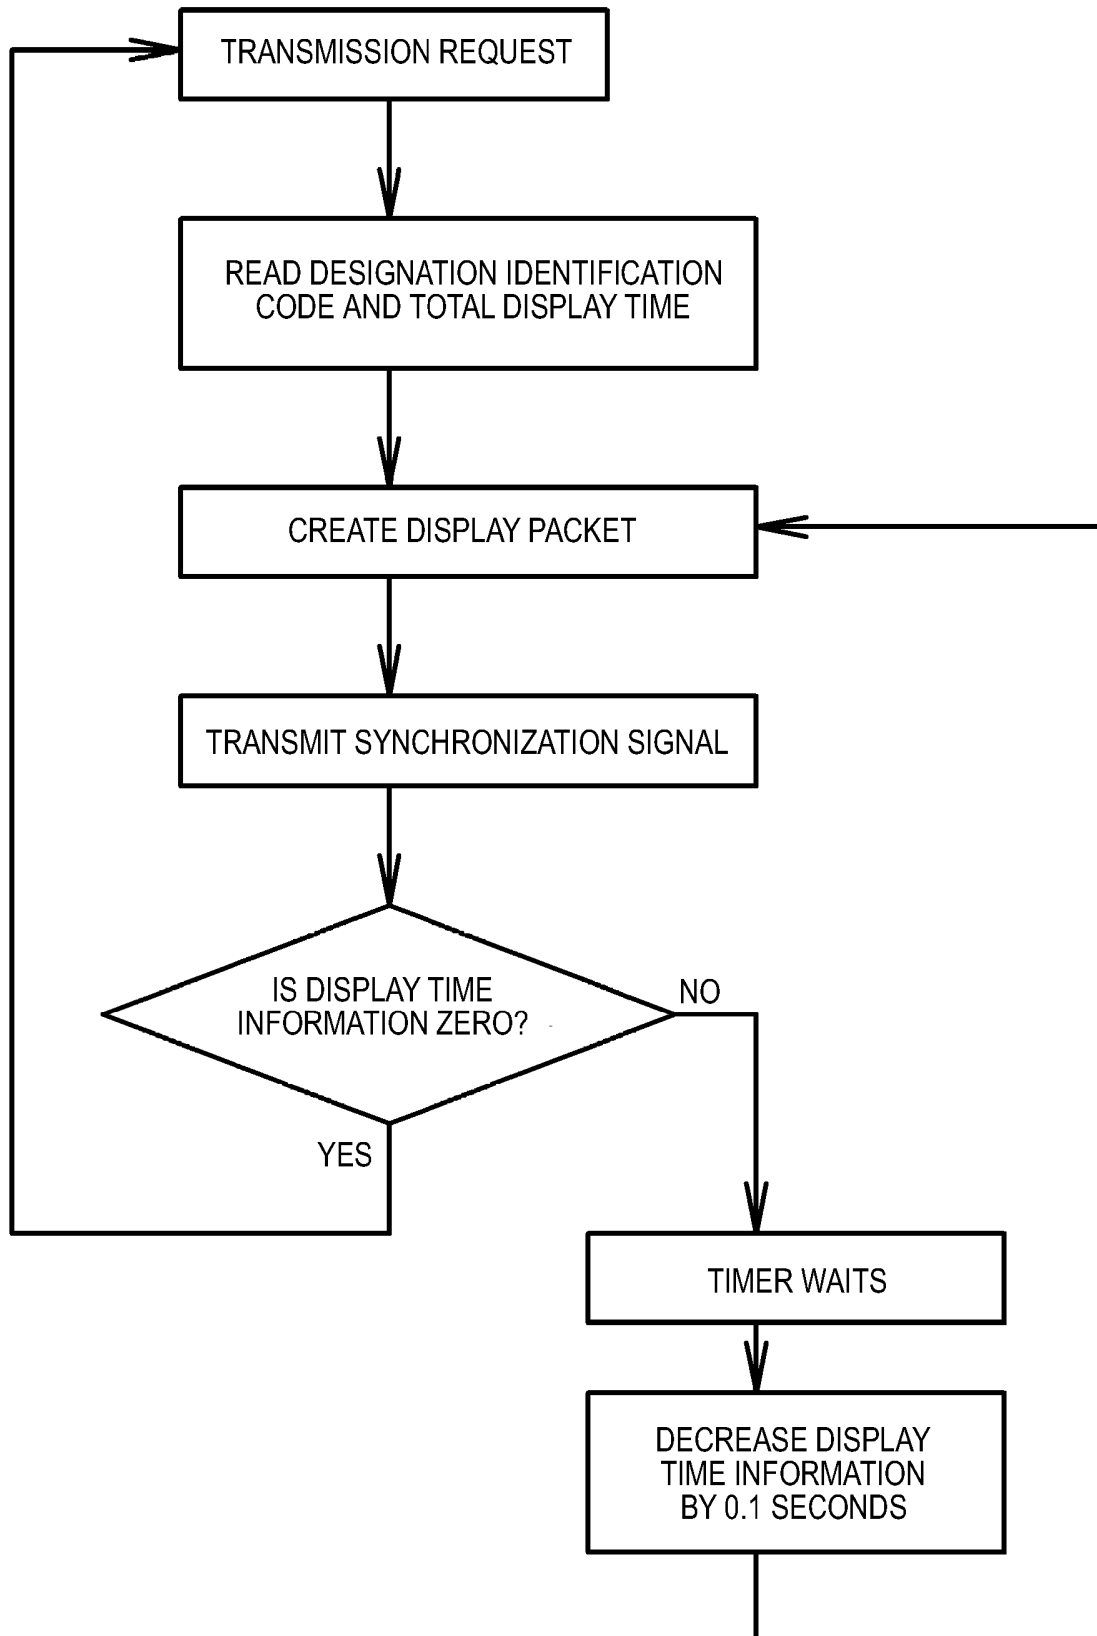 TRANSMISSION REQUEST
READ DESIGNATION IDENTIFICATION
CODE AND TOTAL DISPLAY TIME
CREATE DISPLAY PACKET
TRANSMIT SYNCHRONIZATION SIGNAL
IS DISPLAY TIME
INFORMATION ZERO?
NO
YES
TIMER WAITS
DECREASE DISPLAY
TIME INFORMATION
BY 0.1 SECONDS